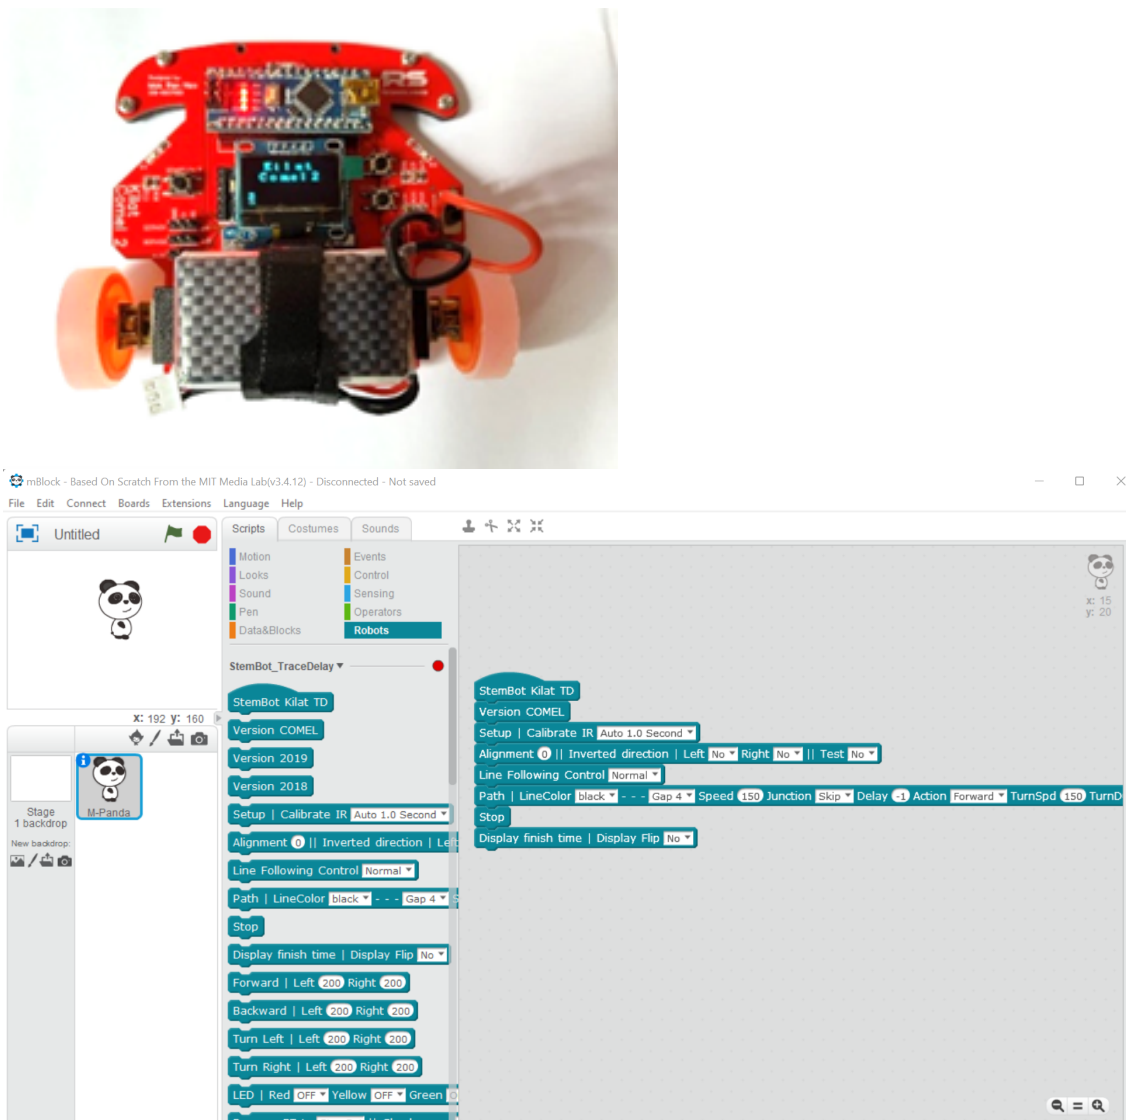 RS
Kilat
Comel2
Kilat
Comel 2
mBlock - Based On Scratch From the MIT Media Lab(v3.4.12) - Disconnected - Not saved
File Edit Connect Boards Extensions Language Help
Untitled
Scripts Costumes Sounds
Motion Events
Looks Control
Sound Sensing
Pen Operators
Data&Blocks Robots
x: 15
y: 20
StemBot_TraceDelay
StemBot Kilat TD
Version COMEL
Version 2019
Version 2018
Setup | Calibrate IR Auto 1.0 Second
Alignment 0 || Inverted direction | Left
Line Following Control Normal
Path | LineColor black - - - Gap 4 S
Stop
Display finish time | Display Flip No
Forward | Left 200 Right 200
Backward | Left 200 Right 200
Turn Left | Left 200 Right 200
Turn Right | Left 200 Right 200
LED | Red OFF Yellow OFF Green
StemBot Kilat TD
Version COMEL
Setup | Calibrate IR Auto 1.0 Second
Alignment 0 || Inverted direction | Left No Right No || Test No
Line Following Control Normal
Path | LineColor black - - - Gap 4 Speed 150 Junction Skip Delay -1 Action Forward TurnSpd 150 TurnD
Stop
Display finish time | Display Flip No
x: 192 y: 160
Stage
1 backdrop
New backdrop:
M-Panda